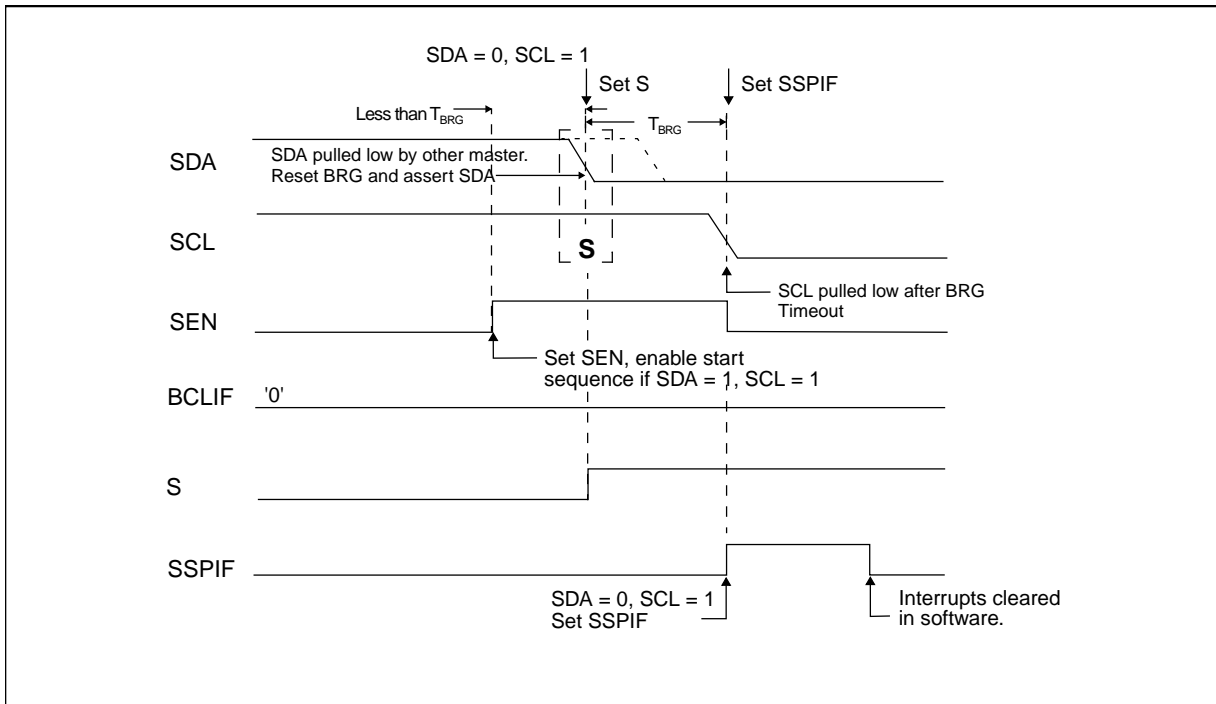 SDA = 0, SCL = 1
Set S
Set SSPIF
Less than TBRG
TBRG
SDA
SDA pulled low by other master.
Reset BRG and assert SDA
SCL
S
SCL pulled low after BRG
Timeout
SEN
Set SEN, enable start
sequence if SDA = 1, SCL = 1
BCLIF
'0'
S
SSPIF
SDA = 0, SCL = 1
Set SSPIF
Interrupts cleared
in software.